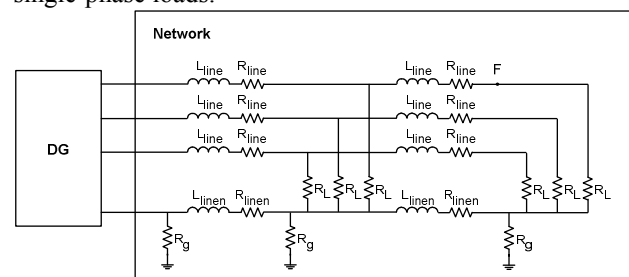 single-phase loads.
Network
Lline Rline Lline Rline F
Lline Rline Lline Rline
Lline Rline Lline Rline
DG
RL RL RL RL RL RL
Llinen Rlinen Llinen Rlinen
Rg Rg Rg